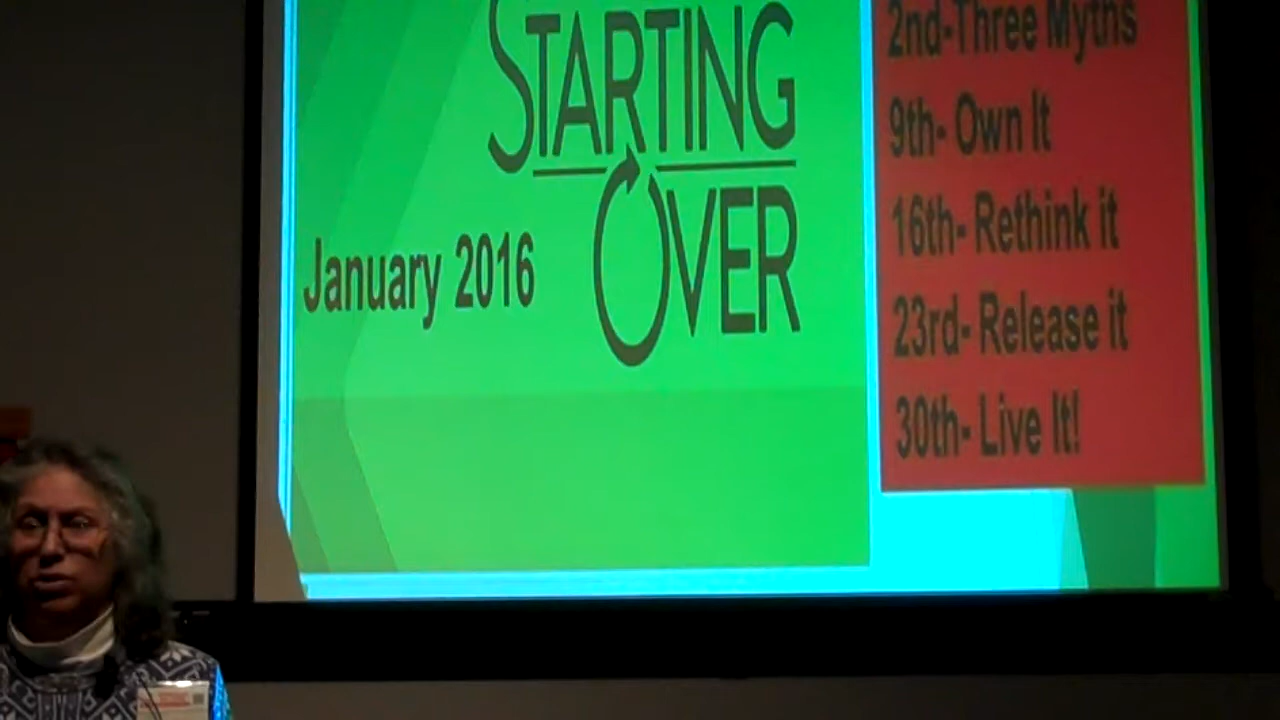 STARTING
OVER
January 2016
2nd-Three Myths
9th- Own It
16th- Rethink it
23rd- Release it
30th- Live It!